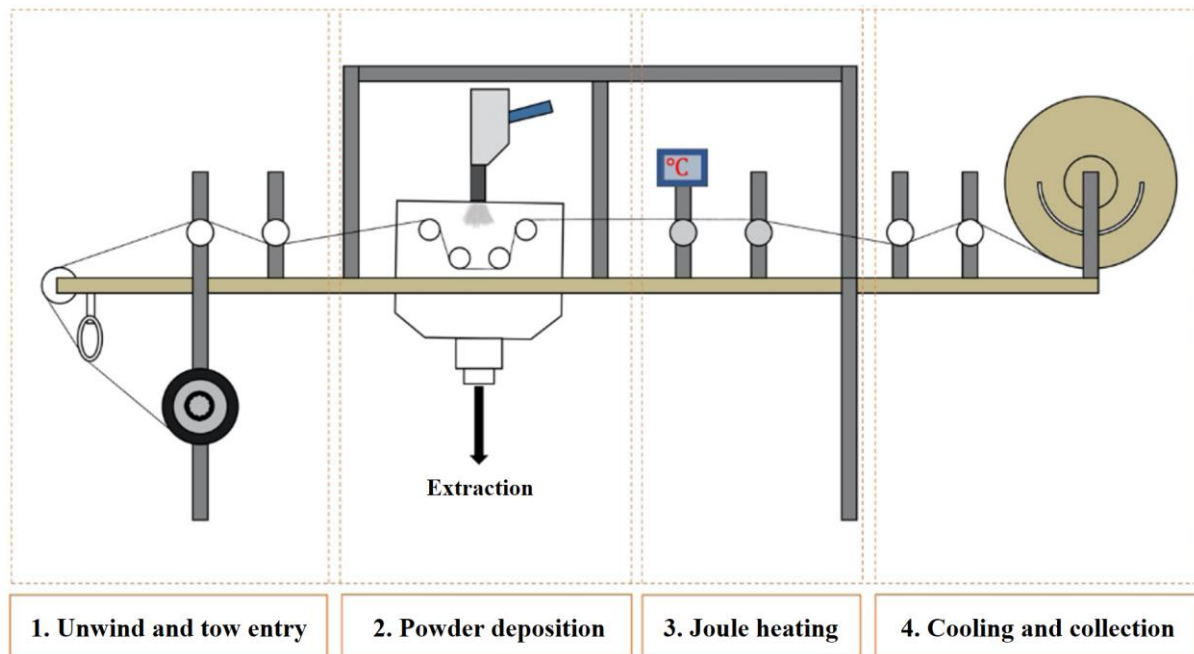 °C
Extraction
1. Unwind and tow entry
2. Powder deposition
3. Joule heating
4. Cooling and collection